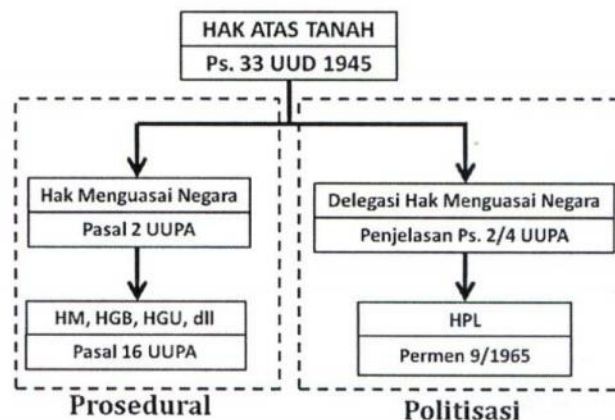 HAK ATAS TANAH
Ps. 33 UUD 1945
Hak Menguasai Negara
Pasal 2 UUPA
HM, HGB, HGU, dll
Pasal 16 UUPA
Prosedural
Delegasi Hak Menguasai Negara
Penjelasan Ps. 2/4 UUPA
HPL
Permen 9/1965
Politisasi